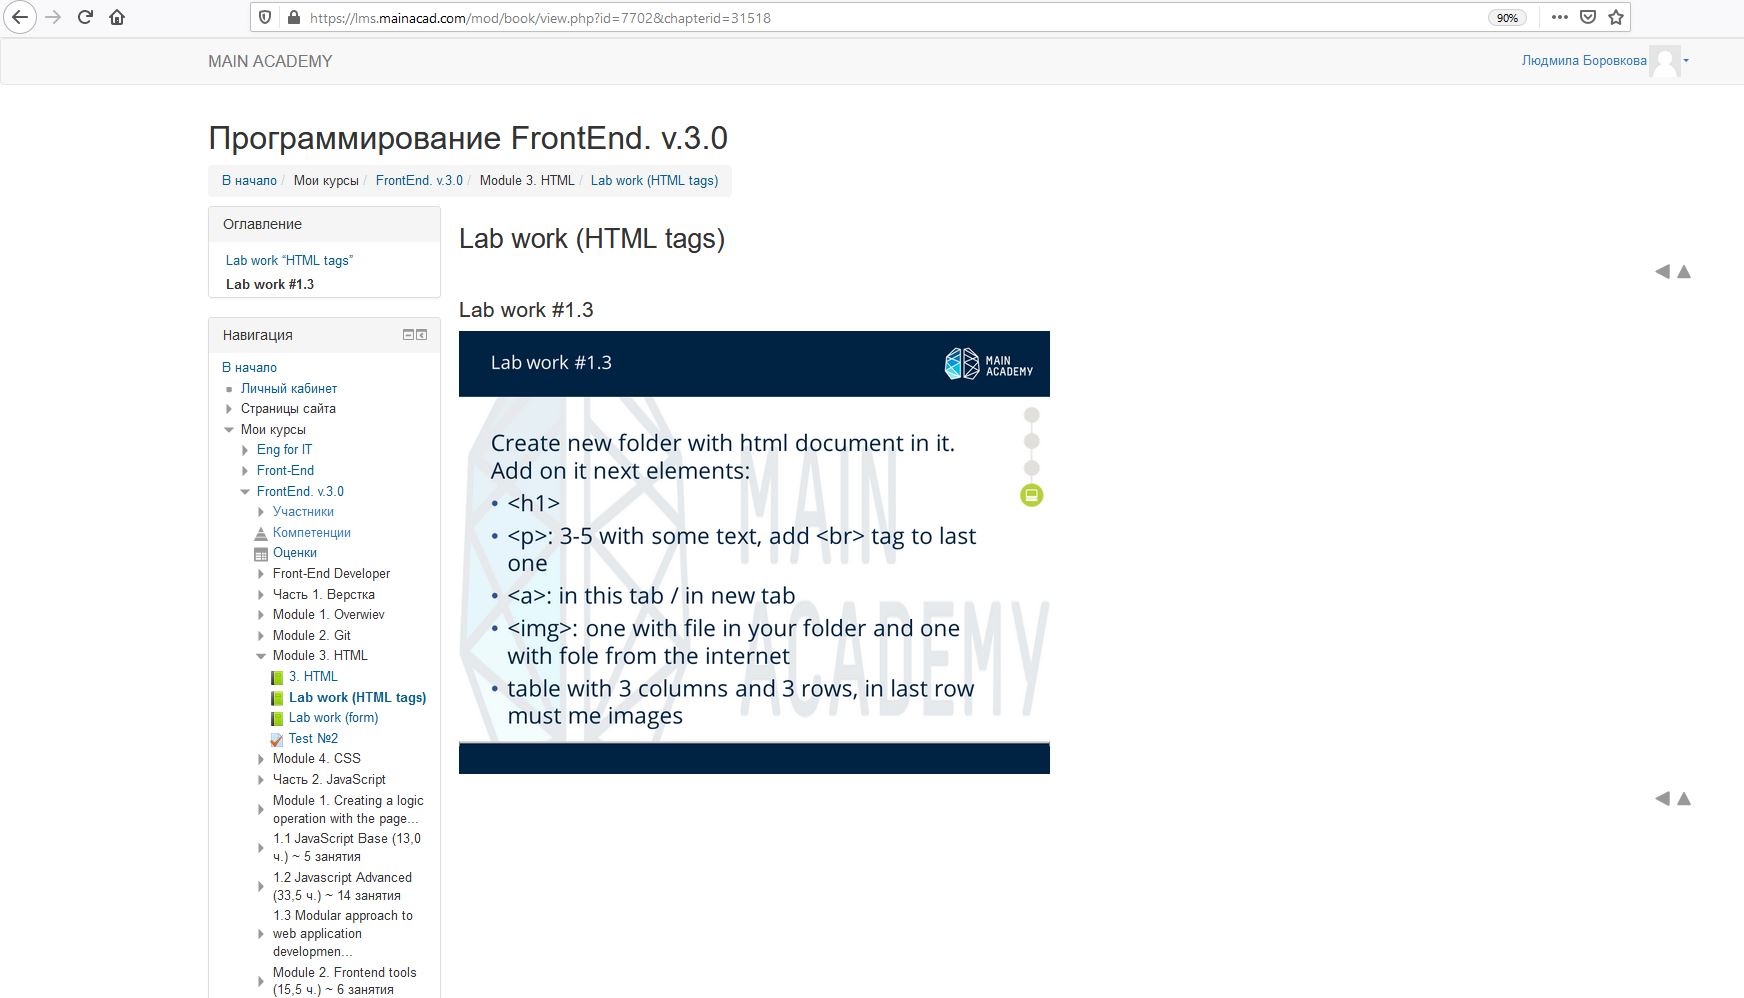 https://lms.mainacad.com/mod/book/view.php?id=7702&chapterid=31518
90%
MAIN ACADEMY
Людмила Боровкова
Программирование FrontEnd. v.3.0
В начало / Мои курсы / FrontEnd. v.3.0 / Module 3. HTML / Lab work (HTML tags)
Оглавление
Lab work “HTML tags”
Lab work #1.3
Навигация
В начало
Личный кабинет
Страницы сайта
Мои курсы
Eng for IT
Front-End
FrontEnd. v.3.0
Участники
Компетенции
Оценки
Front-End Developer
Часть 1. Верстка
Module 1. Overwiev
Module 2. Git
Module 3. HTML
3. HTML
Lab work (HTML tags)
Lab work (form)
Test №2
Module 4. CSS
Часть 2. JavaScript
Module 1. Creating a logic
operation with the page...
1.1 JavaScript Base (13,0
ч.) ~ 5 занятия
1.2 Javascript Advanced
(33,5 ч.) ~ 14 занятия
1.3 Modular approach to
web application
developmen...
Module 2. Frontend tools
(15,5 ч.) ~ 6 занятия
Lab work (HTML tags)
Lab work #1.3
Lab work #1.3
MAIN
ACADEMY
Create new folder with html document in it.
Add on it next elements:
• <h1>
• <p>: 3-5 with some text, add <br> tag to last
one
• <a>: in this tab / in new tab
• <img>: one with file in your folder and one
with fole from the internet
• table with 3 columns and 3 rows, in last row
must me images
MAIN
ACADEMY